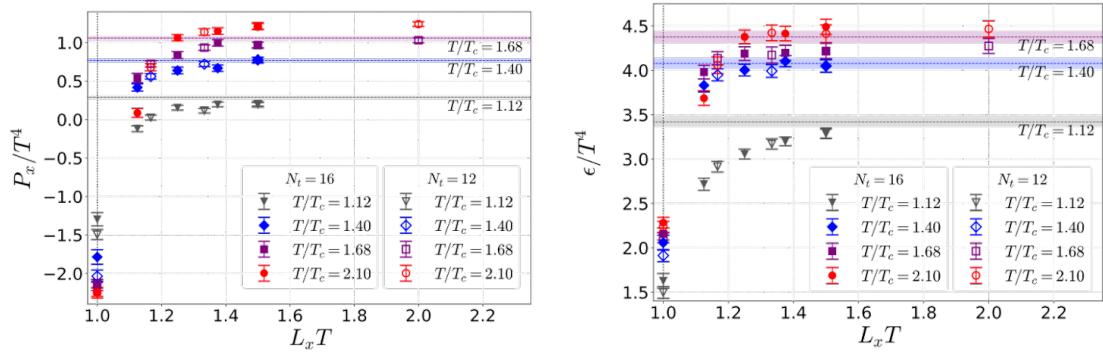 1.0
0.5
0.0
−0.5
−1.0
−1.5
−2.0
P_x/T^4
T/T_c = 1.68
T/T_c = 1.40
T/T_c = 1.12
N_t = 16
T/T_c = 1.12
T/T_c = 1.40
T/T_c = 1.68
T/T_c = 2.10
N_t = 12
T/T_c = 1.12
T/T_c = 1.40
T/T_c = 1.68
T/T_c = 2.10
1.0 1.2 1.4 1.6 1.8 2.0 2.2
L_xT
4.5
4.0
3.5
3.0
2.5
2.0
1.5
ϵ/T^4
T/T_c = 1.68
T/T_c = 1.40
T/T_c = 1.12
N_t = 16
T/T_c = 1.12
T/T_c = 1.40
T/T_c = 1.68
T/T_c = 2.10
N_t = 12
T/T_c = 1.12
T/T_c = 1.40
T/T_c = 1.68
T/T_c = 2.10
1.0 1.2 1.4 1.6 1.8 2.0 2.2
L_xT